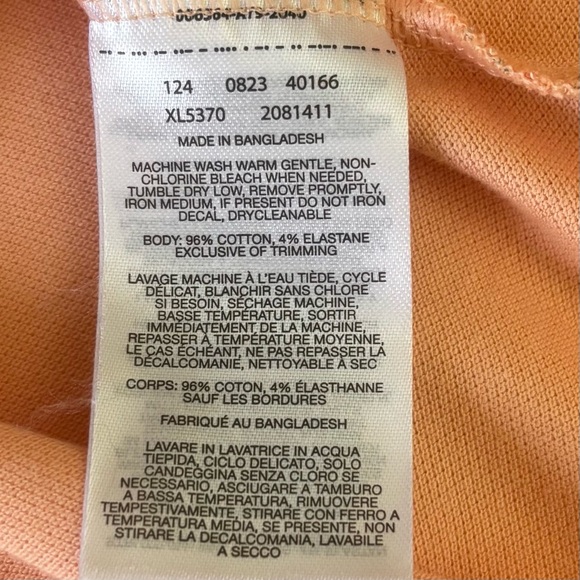 124 0823 40166
XL5370 2081411
MADE IN BANGLADESH
MACHINE WASH WARM GENTLE, NON-
CHLORINE BLEACH WHEN NEEDED,
TUMBLE DRY LOW, REMOVE PROMPTLY,
IRON MEDIUM, IF PRESENT DO NOT IRON
DECAL, DRYCLEANABLE
BODY: 96% COTTON, 4% ELASTANE
EXCLUSIVE OF TRIMMING
LAVAGE MACHINE À L'EAU TIÈDE, CYCLE
DÉLICAT, BLANCHIR SANS CHLORE
SI BESOIN, SÉCHAGE MACHINE,
BASSE TEMPÉRATURE, SORTIR
IMMÉDIATEMENT DE LA MACHINE,
REPASSER À TEMPÉRATURE MOYENNE,
LE CAS ÉCHÉANT, NE PAS REPASSER LA
DÉCALCOMANIE, NETTOYABLE À SEC
CORPS: 96% COTON, 4% ÉLASTHANNE
SAUF LES BORDURES
FABRIQUÉ AU BANGLADESH
LAVARE IN LAVATRICE IN ACQUA
TIEPIDA, CICLO DELICATO, SOLO
CANDEGGINA SENZA CLORO SE
NECESSARIO, ASCIUGARE A TAMBURO
A BASSA TEMPERATURA, RIMUOVERE
TEMPESTIVAMENTE, STIRARE CON FERRO A
TEMPERATURA MEDIA, SE PRESENTE, NON
STIRARE LA DECALCOMANIA, LAVABILE
A SECCO